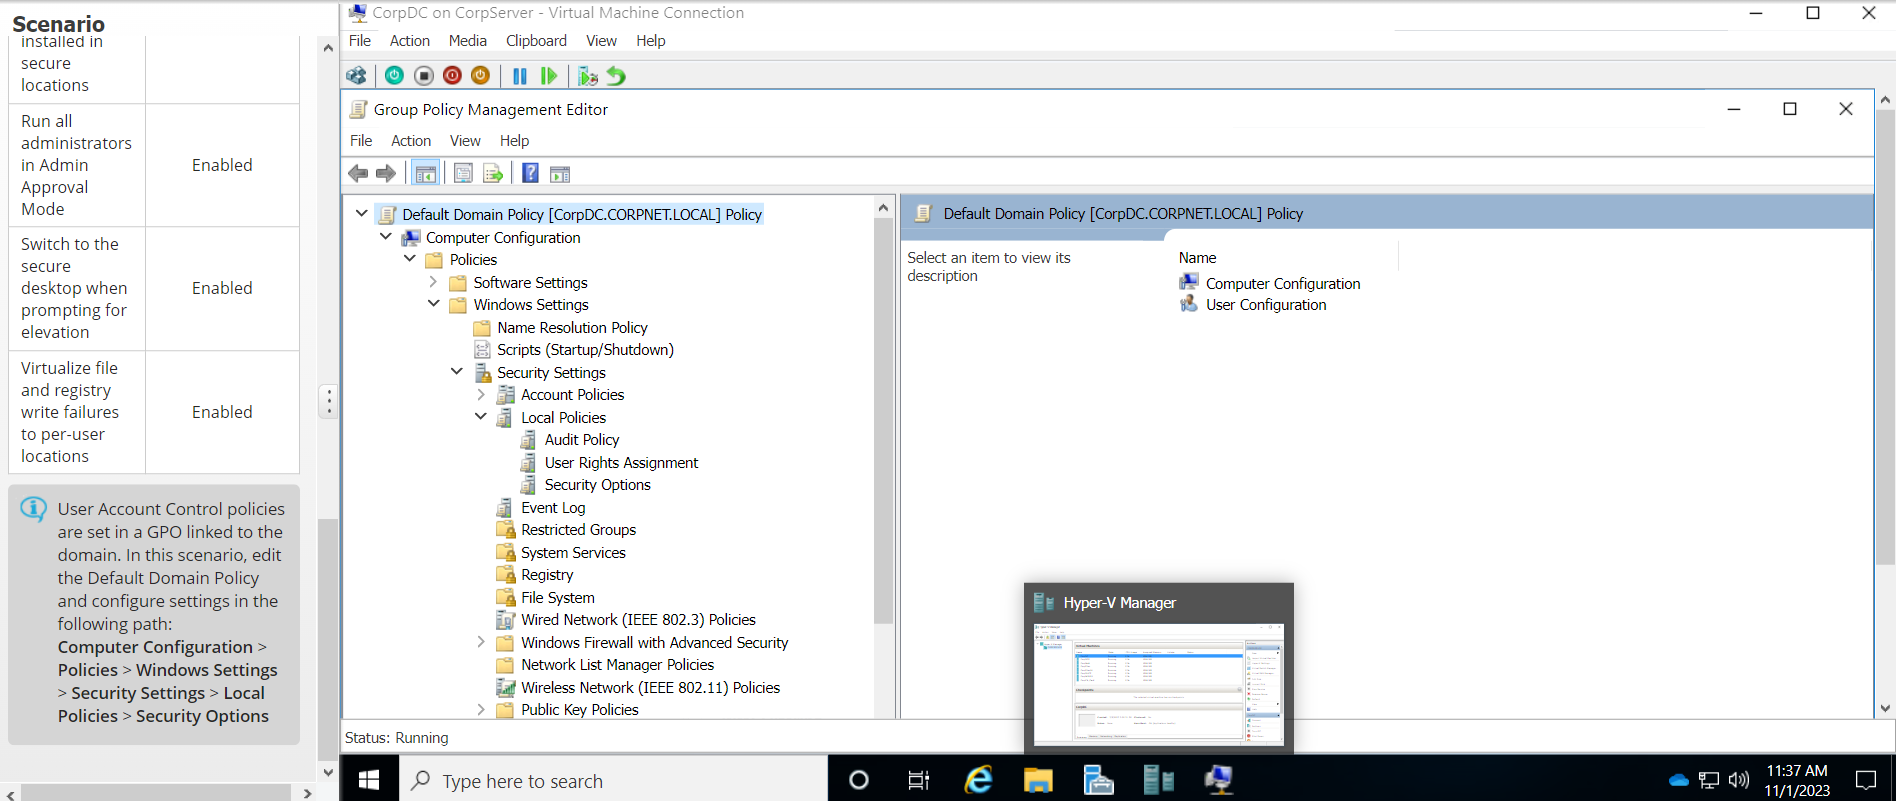 Scenario
installed in
secure
locations
Run all
administrators
in Admin
Approval
Mode
Enabled
Switch to the
secure
desktop when
prompting for
elevation
Enabled
Virtualize file
and registry
write failures
to per-user
locations
Enabled
User Account Control policies
are set in a GPO linked to the
domain. In this scenario, edit
the Default Domain Policy
and configure settings in the
following path:
Computer Configuration >
Policies > Windows Settings
> Security Settings > Local
Policies > Security Options
CorpDC on CorpServer - Virtual Machine Connection
File Action Media Clipboard View Help
Group Policy Management Editor
File Action View Help
Default Domain Policy [CorpDC.CORPNET.LOCAL] Policy
Computer Configuration
Policies
Software Settings
Windows Settings
Name Resolution Policy
Scripts (Startup/Shutdown)
Security Settings
Account Policies
Local Policies
Audit Policy
User Rights Assignment
Security Options
Event Log
Restricted Groups
System Services
Registry
File System
Wired Network (IEEE 802.3) Policies
Windows Firewall with Advanced Security
Network List Manager Policies
Wireless Network (IEEE 802.11) Policies
Public Key Policies
Default Domain Policy [CorpDC.CORPNET.LOCAL] Policy
Select an item to view its
description
Name
Computer Configuration
User Configuration
Hyper-V Manager
Status: Running
Type here to search
11:37 AM
11/1/2023